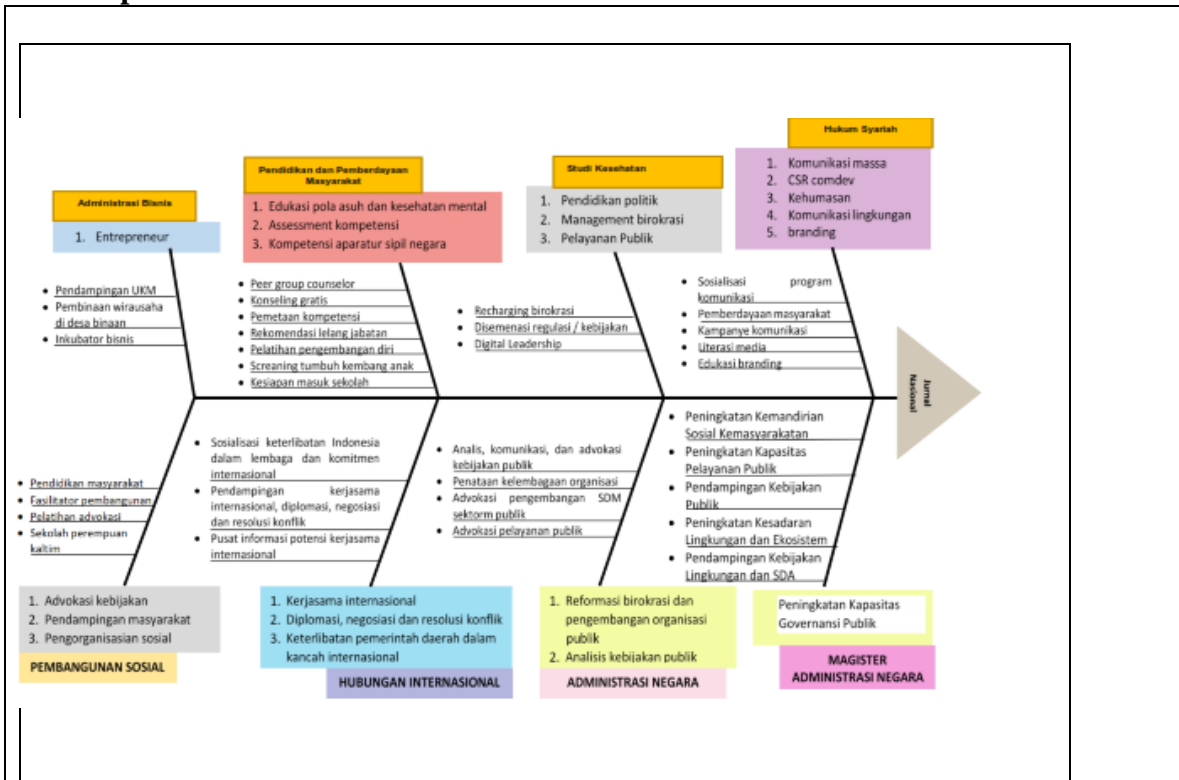 Hukum Syariah
1. Komunikasi massa
2. CSR comdev
3. Kehumasan
4. Komunikasi lingkungan
5. branding
Pendidikan dan Pemberdayaan
Masyarakat
1. Edukasi pola asuh dan kesehatan mental
2. Assessment kompetensi
3. Kompetensi aparatur sipil negara
Studi Kesehatan
1. Pendidikan politik
2. Management birokrasi
3. Pelayanan Publik
Administrasi Bisnis
1. Entrepreneur
• Pendampingan UKM
• Pembinaan wirausaha
di desa binaan
• Inkubator bisnis
• Peer group counselor
• Konseling gratis
• Pemetaan kompetensi
• Rekomendasi lelang jabatan
• Pelatihan pengembangan diri
• Screaning tumbuh kembang anak
• Kesiapan masuk sekolah
• Recharging birokrasi
• Disemenasi regulasi / kebijakan
• Digital Leadership
• Sosialisasi program
komunikasi
• Pemberdayaan masyarakat
• Kampanye komunikasi
• Literasi media
• Edukasi branding
Jurnal
Nasional
• Pendidikan masyarakat
• Fasilitator pembangunan
• Pelatihan advokasi
• Sekolah perempuan
kaltim
• Sosialisasi keterlibatan Indonesia
dalam lembaga dan komitmen
internasional
• Pendampingan kerjasama
internasional, diplomasi, negosiasi
dan resolusi konflik
• Pusat informasi potensi kerjasama
internasional
• Analis, komunikasi, dan advokasi
kebijakan publik
• Penataan kelembagaan organisasi
• Advokasi pengembangan SDM
sektorm publik
• Advokasi pelayanan publik
• Peningkatan Kemandirian
Sosial Kemasyarakatan
• Peningkatan Kapasitas
Pelayanan Publik
• Pendampingan Kebijakan
Publik
• Peningkatan Kesadaran
Lingkungan dan Ekosistem
• Pendampingan Kebijakan
Lingkungan dan SDA
1. Advokasi kebijakan
2. Pendampingan masyarakat
3. Pengorganisasian sosial
PEMBANGUNAN SOSIAL
1. Kerjasama internasional
2. Diplomasi, negosiasi dan resolusi konflik
3. Keterlibatan pemerintah daerah dalam
kancah internasional
HUBUNGAN INTERNASIONAL
1. Reformasi birokrasi dan
pengembangan organisasi
publik
2. Analisis kebijakan publik
ADMINISTRASI NEGARA
Peningkatan Kapasitas
Governansi Publik
MAGISTER
ADMINISTRASI NEGARA